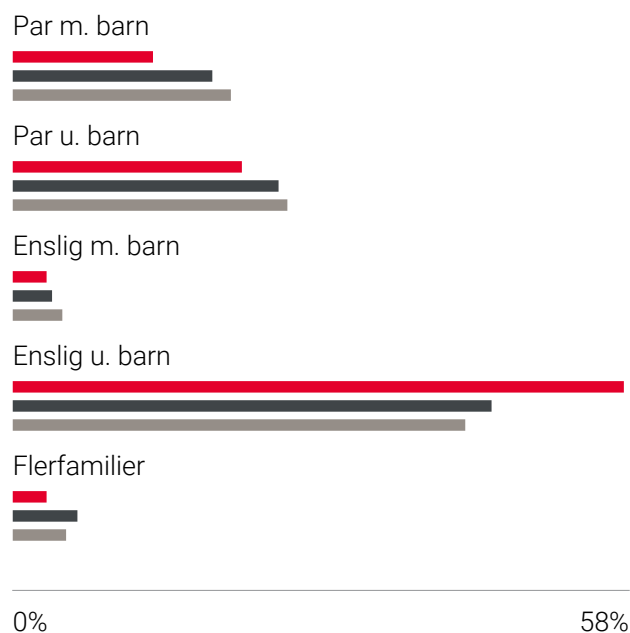 Par m. barn
Par u. barn
Enslig m. barn
Enslig u. barn
Flerfamilier
0% 58%